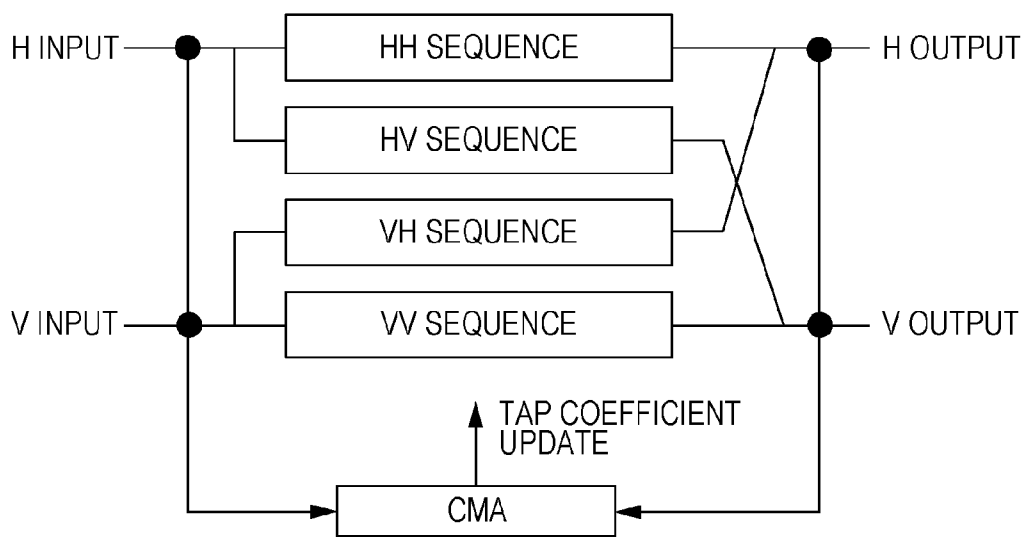 H INPUT
HH SEQUENCE
H OUTPUT
HV SEQUENCE
VH SEQUENCE
V INPUT
VV SEQUENCE
V OUTPUT
TAP COEFFICIENT
UPDATE
CMA